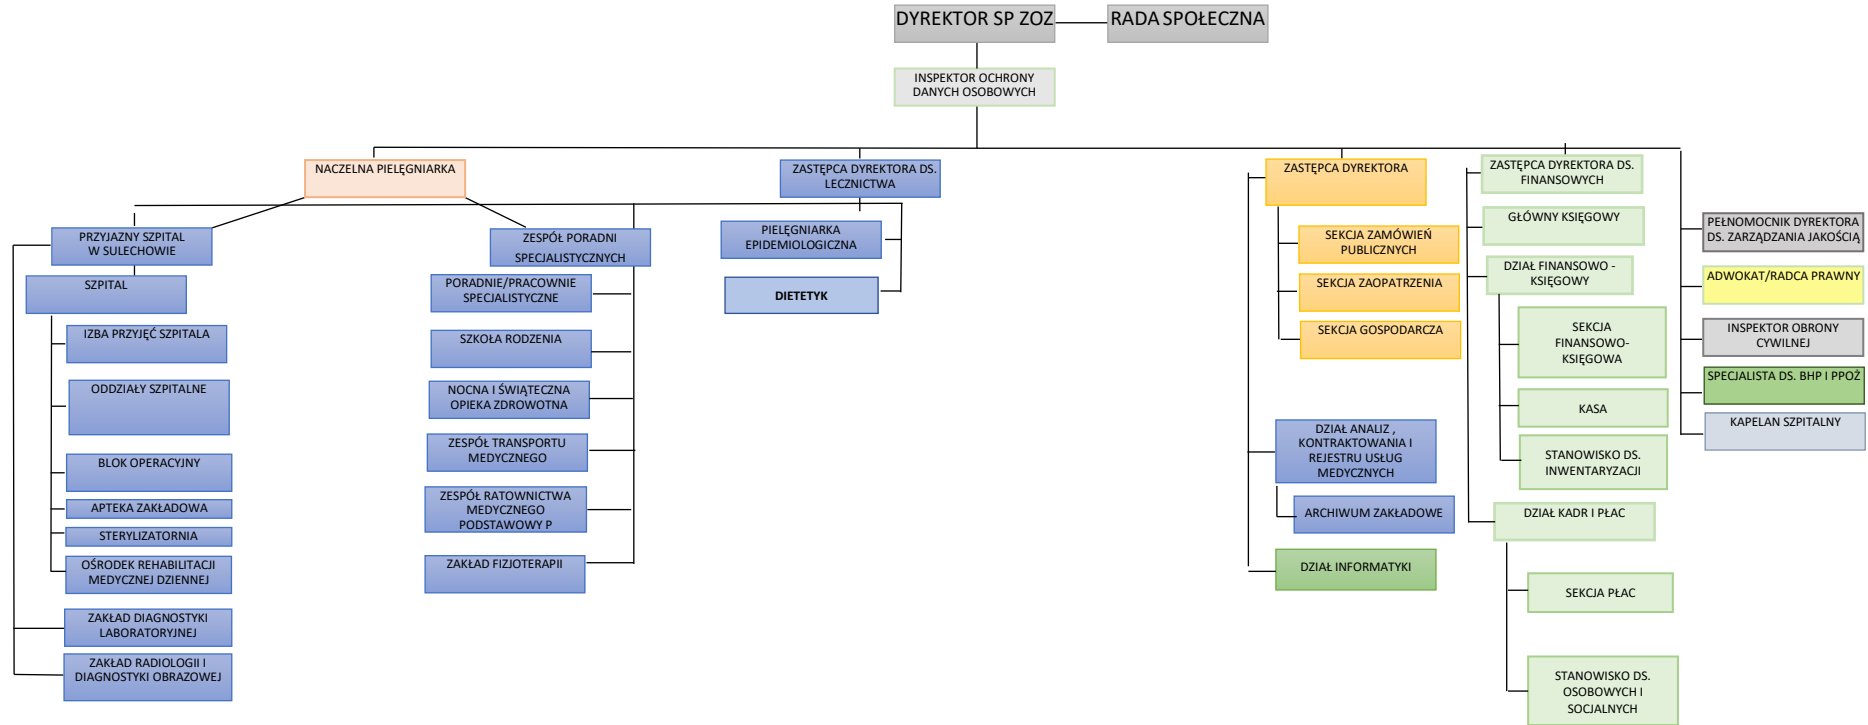 DYREKTOR SP ZOZ
RADA SPOŁECZNA
INSPEKTOR OCHRONY
DANYCH OSOBOWYCH
NACZELNA PIELĘGNIARKA
ZASTĘPCA DYREKTORA DS.
LECZNICTWA
ZASTĘPCA DYREKTORA
ZASTĘPCA DYREKTORA DS.
FINANSOWYCH
PRZYJAZNY SZPITAL
W SULECHOWIE
SZPITAL
IZBA PRZYJĘĆ SZPITALA
ODDZIAŁY SZPITALNE
BLOK OPERACYJNY
APTEKA ZAKŁADOWA
STERYLIZATORNIA
OŚRODEK REHABILITACJI
MEDYCZNEJ DZIENNEJ
ZAKŁAD DIAGNOSTYKI
LABORATORYJNEJ
ZAKŁAD RADIOLOGII I
DIAGNOSTYKI OBRAZOWEJ
ZESPÓŁ PORADNI
SPECJALISTYCZNYCH
PORADNIE/PRACOWNIE
SPECJALISTYCZNE
SZKOŁA RODZENIA
NOCNA I ŚWIĄTECZNA
OPIEKA ZDROWOTNA
ZESPÓŁ TRANSPORTU
MEDYCZNEGO
ZESPÓŁ RATOWNICTWA
MEDYCZNEGO
PODSTAWOWY P
ZAKŁAD FIZJOTERAPII
PIELĘGNIARKA
EPIDEMIOLOGICZNA
DIETETYK
SEKCJA ZAMÓWIEŃ
PUBLICZNYCH
SEKCJA ZAOPATRZENIA
SEKCJA GOSPODARCZA
DZIAŁ ANALIZ ,
KONTRAKTOWANIA I
REJESTRU USŁUG
MEDYCZNYCH
ARCHIWUM ZAKŁADOWE
DZIAŁ INFORMATYKI
GŁÓWNY KSIĘGOWY
DZIAŁ FINANSOWO -
KSIĘGOWY
SEKCJA
FINANSOWO-
KSIĘGOWA
KASA
STANOWISKO DS.
INWENTARYZACJI
DZIAŁ KADR I PŁAC
SEKCJA PŁAC
STANOWISKO DS.
OSOBOWYCH I
SOCJALNYCH
PEŁNOMOCNIK DYREKTORA
DS. ZARZĄDZANIA JAKOŚCIĄ
ADWOKAT/RADCA PRAWNY
INSPEKTOR OBRONY
CYWILNEJ
SPECJALISTA DS. BHP I PPOŻ
KAPELAN SZPITALNY